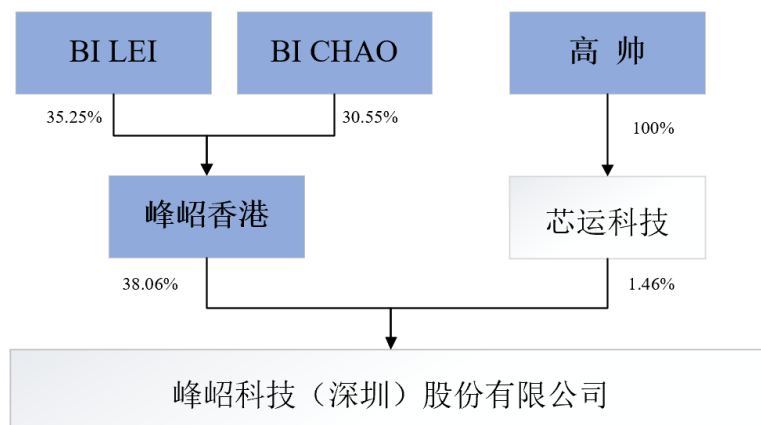 BI LEI
BI CHAO
高 帅
35.25%
30.55%
100%
峰岹香港
芯运科技
38.06%
1.46%
峰岹科技（深圳）股份有限公司